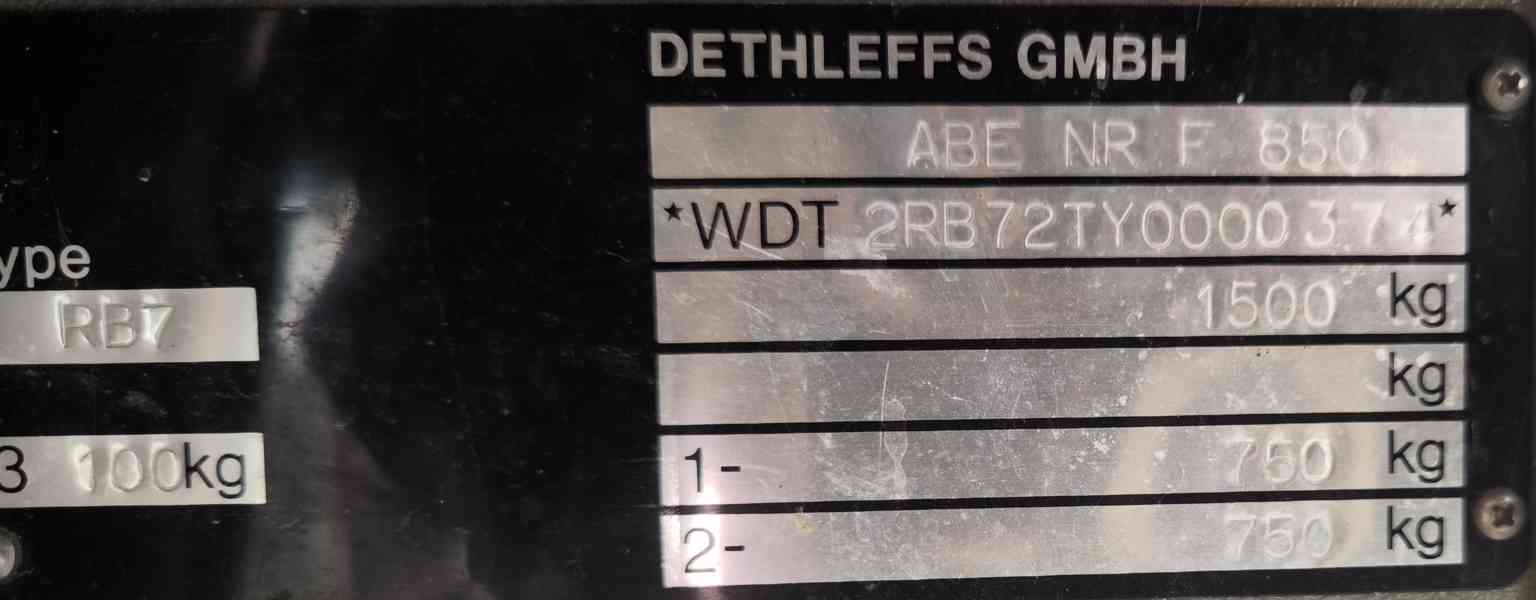 DETHLEFFS GMBH
ABE NR F 850
*WDT 2RB72TY0000374*
ype
RB7
1500 kg
kg
3 100kg
1- 750 kg
2- 750 kg